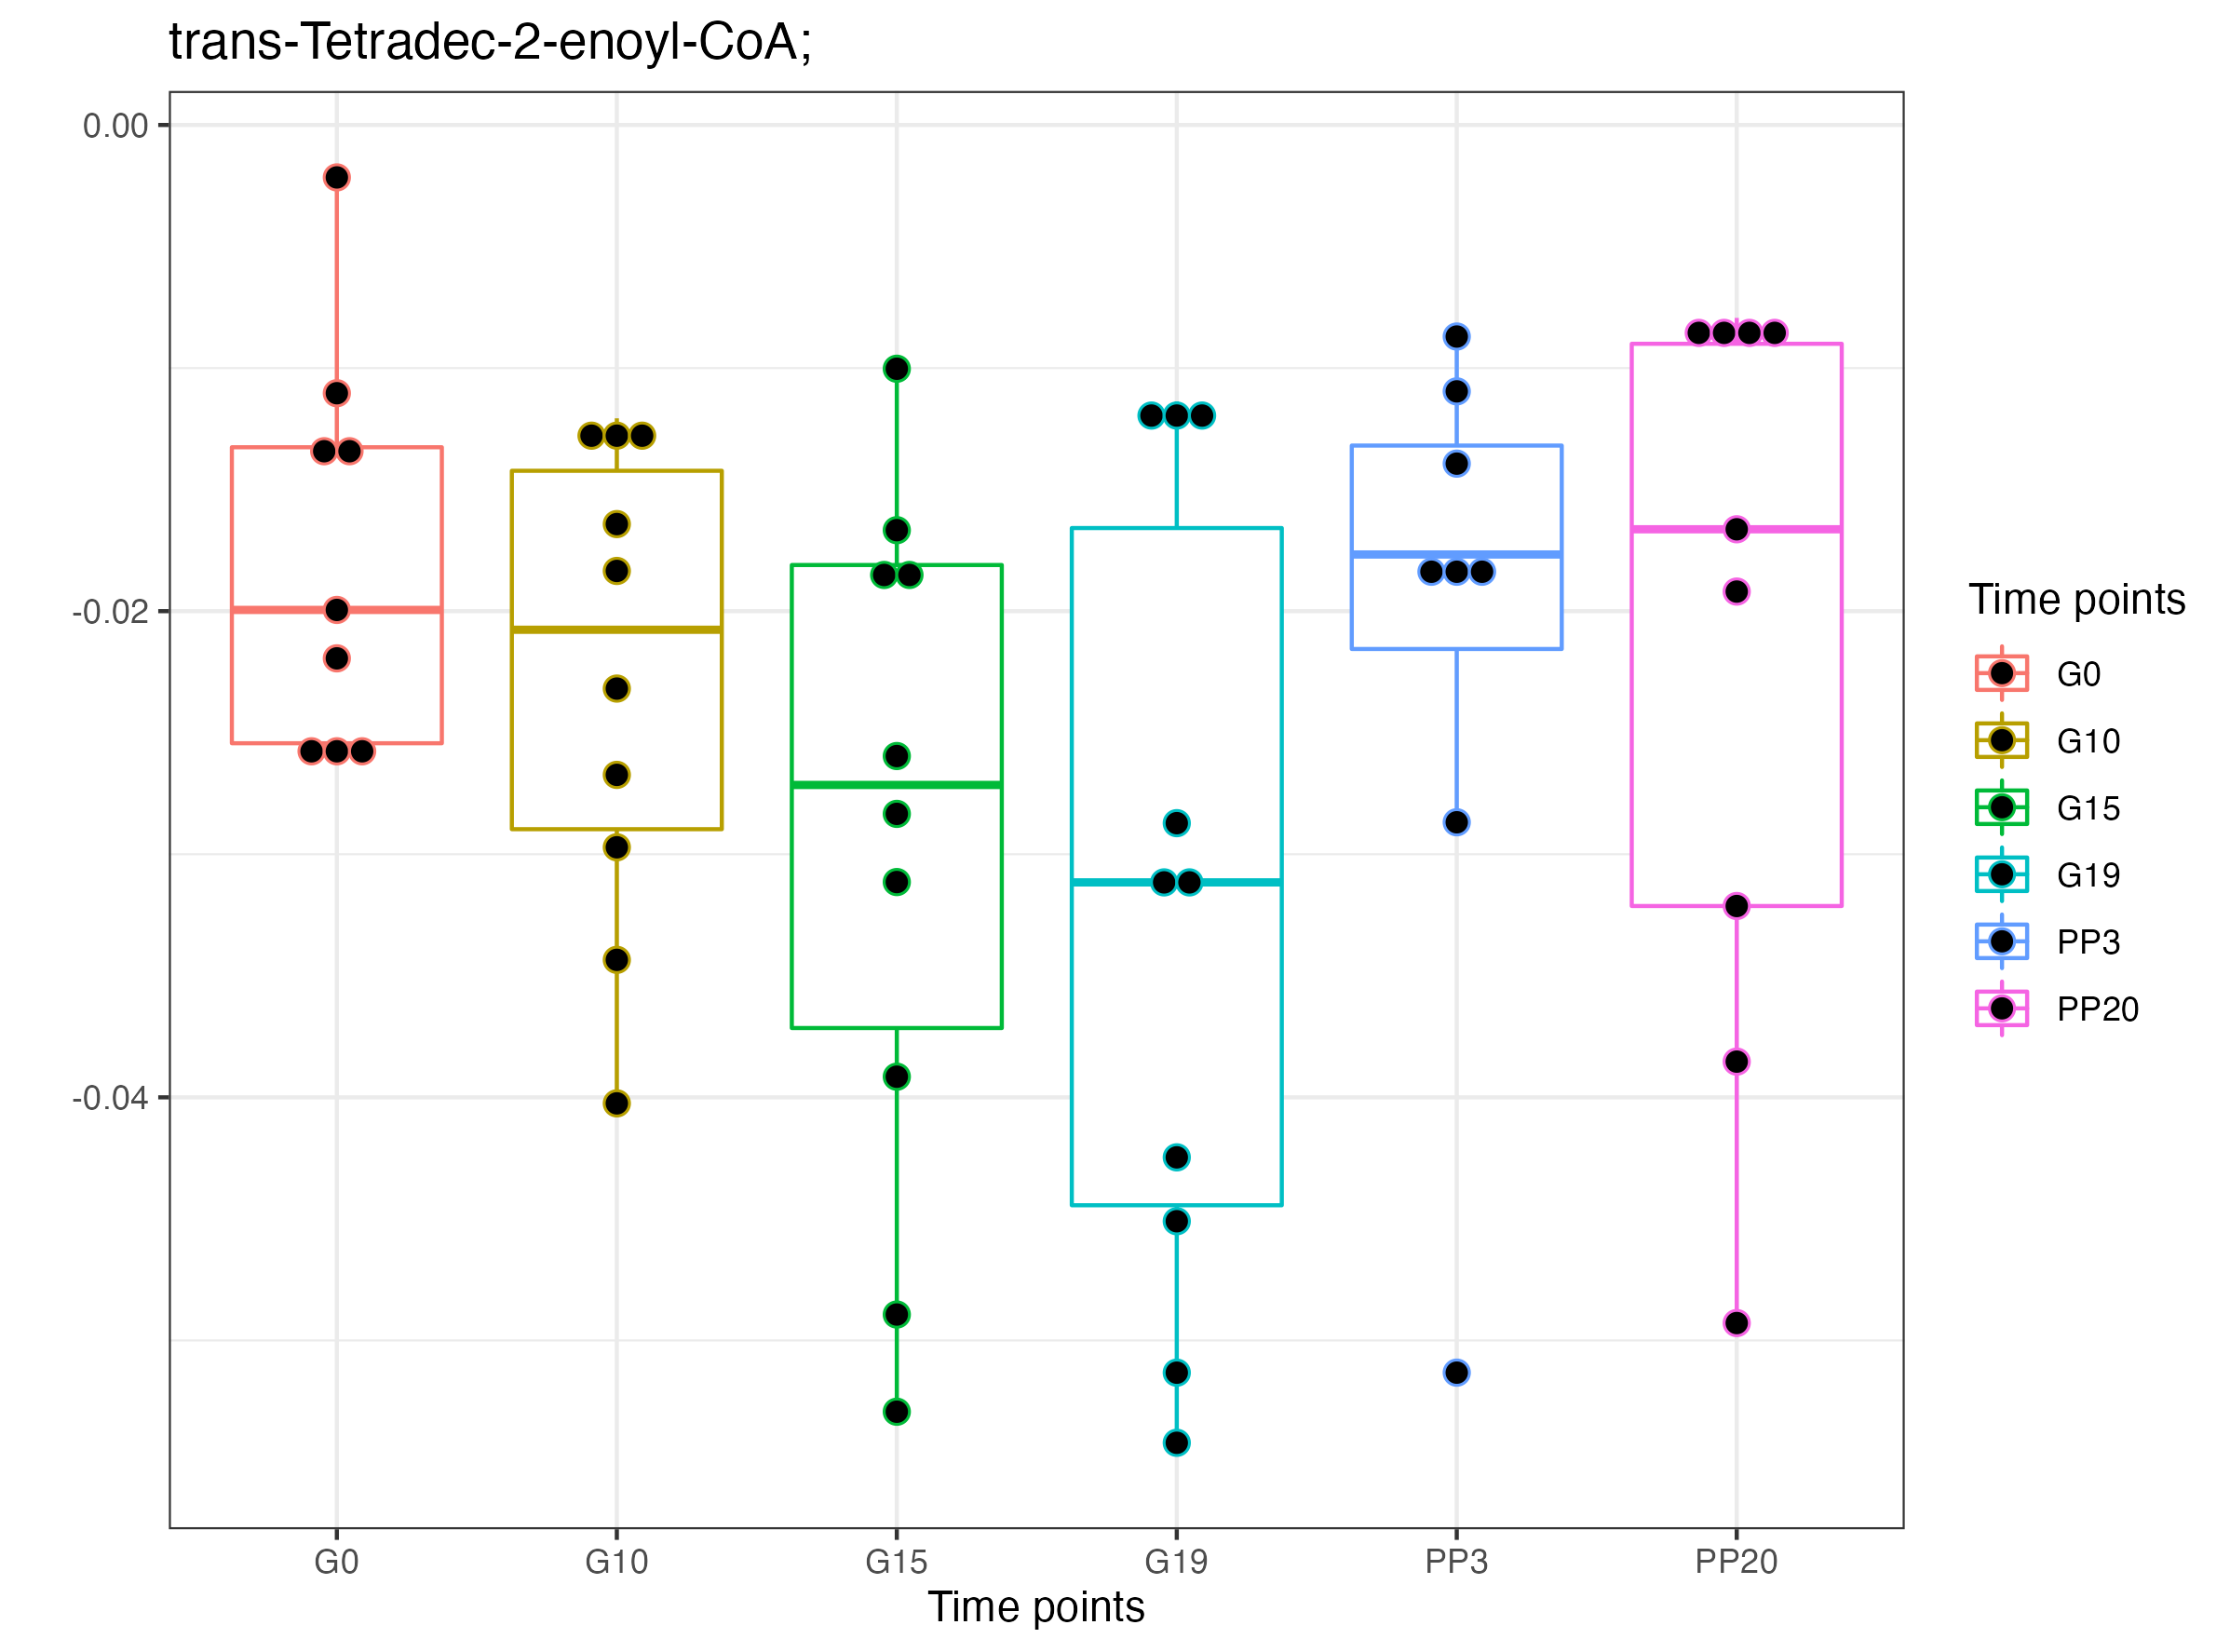 trans-Tetradec-2-enoyl-CoA;
0.00
-0.02
-0.04
G0 G10 G15 G19 PP3 PP20
Time points
Time points
G0
G10
G15
G19
PP3
PP20